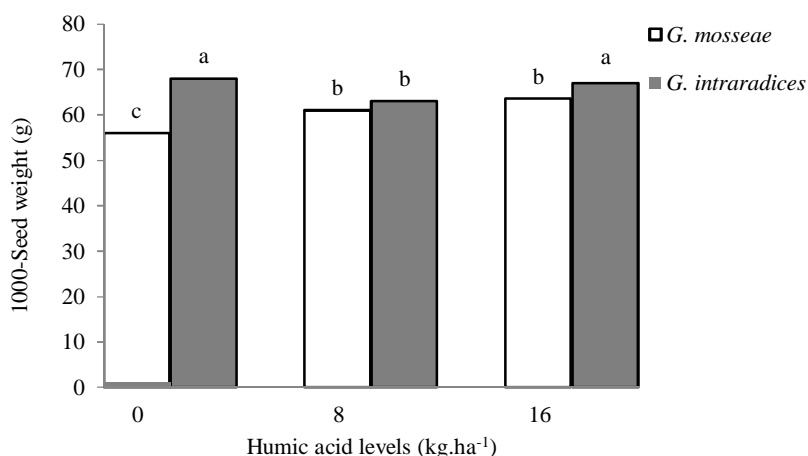 80
70
60
50
40
30
20
10
0
1000-Seed weight (g)
c
a
b
b
b
a
G. mosseae
G. intraradices
0
8
16
Humic acid levels (kg.ha⁻¹)